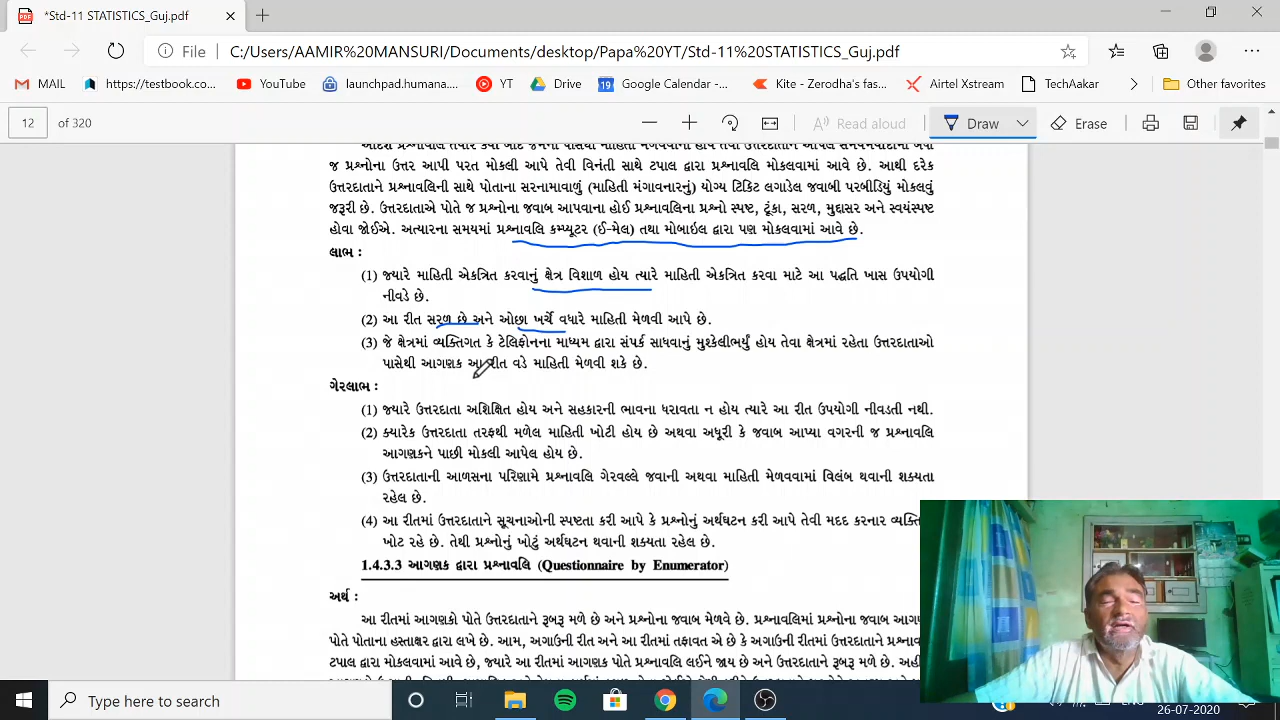 *Std-11 STATISTICS_Guj.pdf
File C:/Users/AAMIR%20MANSURI/Documents/desktop/Papa%20YT/Std-11%20STATISTICS_Guj.pdf
MAIL https://testbook.co... YouTube launchpad.humana.... YT Drive Google Calendar -... Kite - Zerodha's fas... Airtel Xstream TechAakar Other favorites
12 of 320 Read aloud Draw Erase
જ પ્રશ્નોના ઉત્તર આપી પરત મોકલી આપે તેવી વિનંતી સાથે ટપાલ દ્વારા પ્રશ્નાવલિ મોકલવામાં આવે છે. આથી દરેક
ઉત્તરદાતાને પ્રશ્નાવલિની સાથે પોતાના સરનામાવાળું (માહિતી મંગાવનારનું) યોગ્ય ટિકિટ લગાડેલ જવાબી પરબીડિયું મોકલવું
જરૂરી છે. ઉત્તરદાતાએ પોતે જ પ્રશ્નોના જવાબ આપવાના હોઈ પ્રશ્નાવલિના પ્રશ્નો સ્પષ્ટ, ટૂંકા, સરળ, મુદ્દાસર અને સ્વયંસ્પષ્ટ
હોવા જોઈએ. અત્યારના સમયમાં પ્રશ્નાવલિ કમ્પ્યૂટર (ઈ-મેલ) તથા મોબાઇલ દ્વારા પણ મોકલવામાં આવે છે.
લાભ :
(1) જ્યારે માહિતી એકત્રિત કરવાનું ક્ષેત્ર વિશાળ હોય ત્યારે માહિતી એકત્રિત કરવા માટે આ પદ્ધતિ ખાસ ઉપયોગી
નીવડે છે.
(2) આ રીત સરળ છે અને ઓછા ખર્ચે વધારે માહિતી મેળવી આપે છે.
(3) જે ક્ષેત્રમાં વ્યક્તિગત કે ટેલિફોનના માધ્યમ દ્વારા સંપર્ક સાધવાનું મુશ્કેલીભર્યું હોય તેવા ક્ષેત્રમાં રહેતા ઉત્તરદાતાઓ
પાસેથી આગણક આ રીત વડે માહિતી મેળવી શકે છે.
ગેરલાભ :
(1) જ્યારે ઉત્તરદાતા અશિક્ષિત હોય અને સહકારની ભાવના ધરાવતા ન હોય ત્યારે આ રીત ઉપયોગી નીવડતી નથી.
(2) ક્યારેક ઉત્તરદાતા તરફથી મળેલ માહિતી ખોટી હોય છે અથવા અધૂરી કે જવાબ આપ્યા વગરની જ પ્રશ્નાવલિ
આગણકને પાછી મોકલી આપેલ હોય છે.
(3) ઉત્તરદાતાની આળસના પરિણામે પ્રશ્નાવલિ ગેરવલ્લે જવાની અથવા માહિતી મેળવવામાં વિલંબ થવાની શક્યતા
રહેલ છે.
(4) આ રીતમાં ઉત્તરદાતાને સૂચનાઓની સ્પષ્ટતા કરી આપે કે પ્રશ્નોનું અર્થઘટન કરી આપે તેવી મદદ કરનાર
ખોટ રહે છે. તેથી પ્રશ્નોનું ખોટું અર્થઘટન થવાની શક્યતા રહેલ છે.
1.4.3.3 આગણક દ્વારા પ્રશ્નાવલિ (Questionnaire by Enumerator)
અર્થ :
આ રીતમાં આગણકો પોતે ઉત્તરદાતાને રૂબરૂ મળે છે અને પ્રશ્નોના જવાબ મેળવે છે. પ્રશ્નાવલિમાં પ્રશ્નોના જવાબ
પોતે પોતાના હસ્તાક્ષર દ્વારા લખે છે. આમ, અગાઉની રીત અને આ રીતમાં તફાવત એ છે કે અગાઉની રીતમાં ઉત્તરદાતાને
ટપાલ દ્વારા મોકલવામાં આવે છે, જ્યારે આ રીતમાં આગણક પોતે પ્રશ્નાવલિ લઈને જાય છે અને ઉત્તરદાતાને રૂબરૂ મળે છે.
Type here to search
26-07-2020